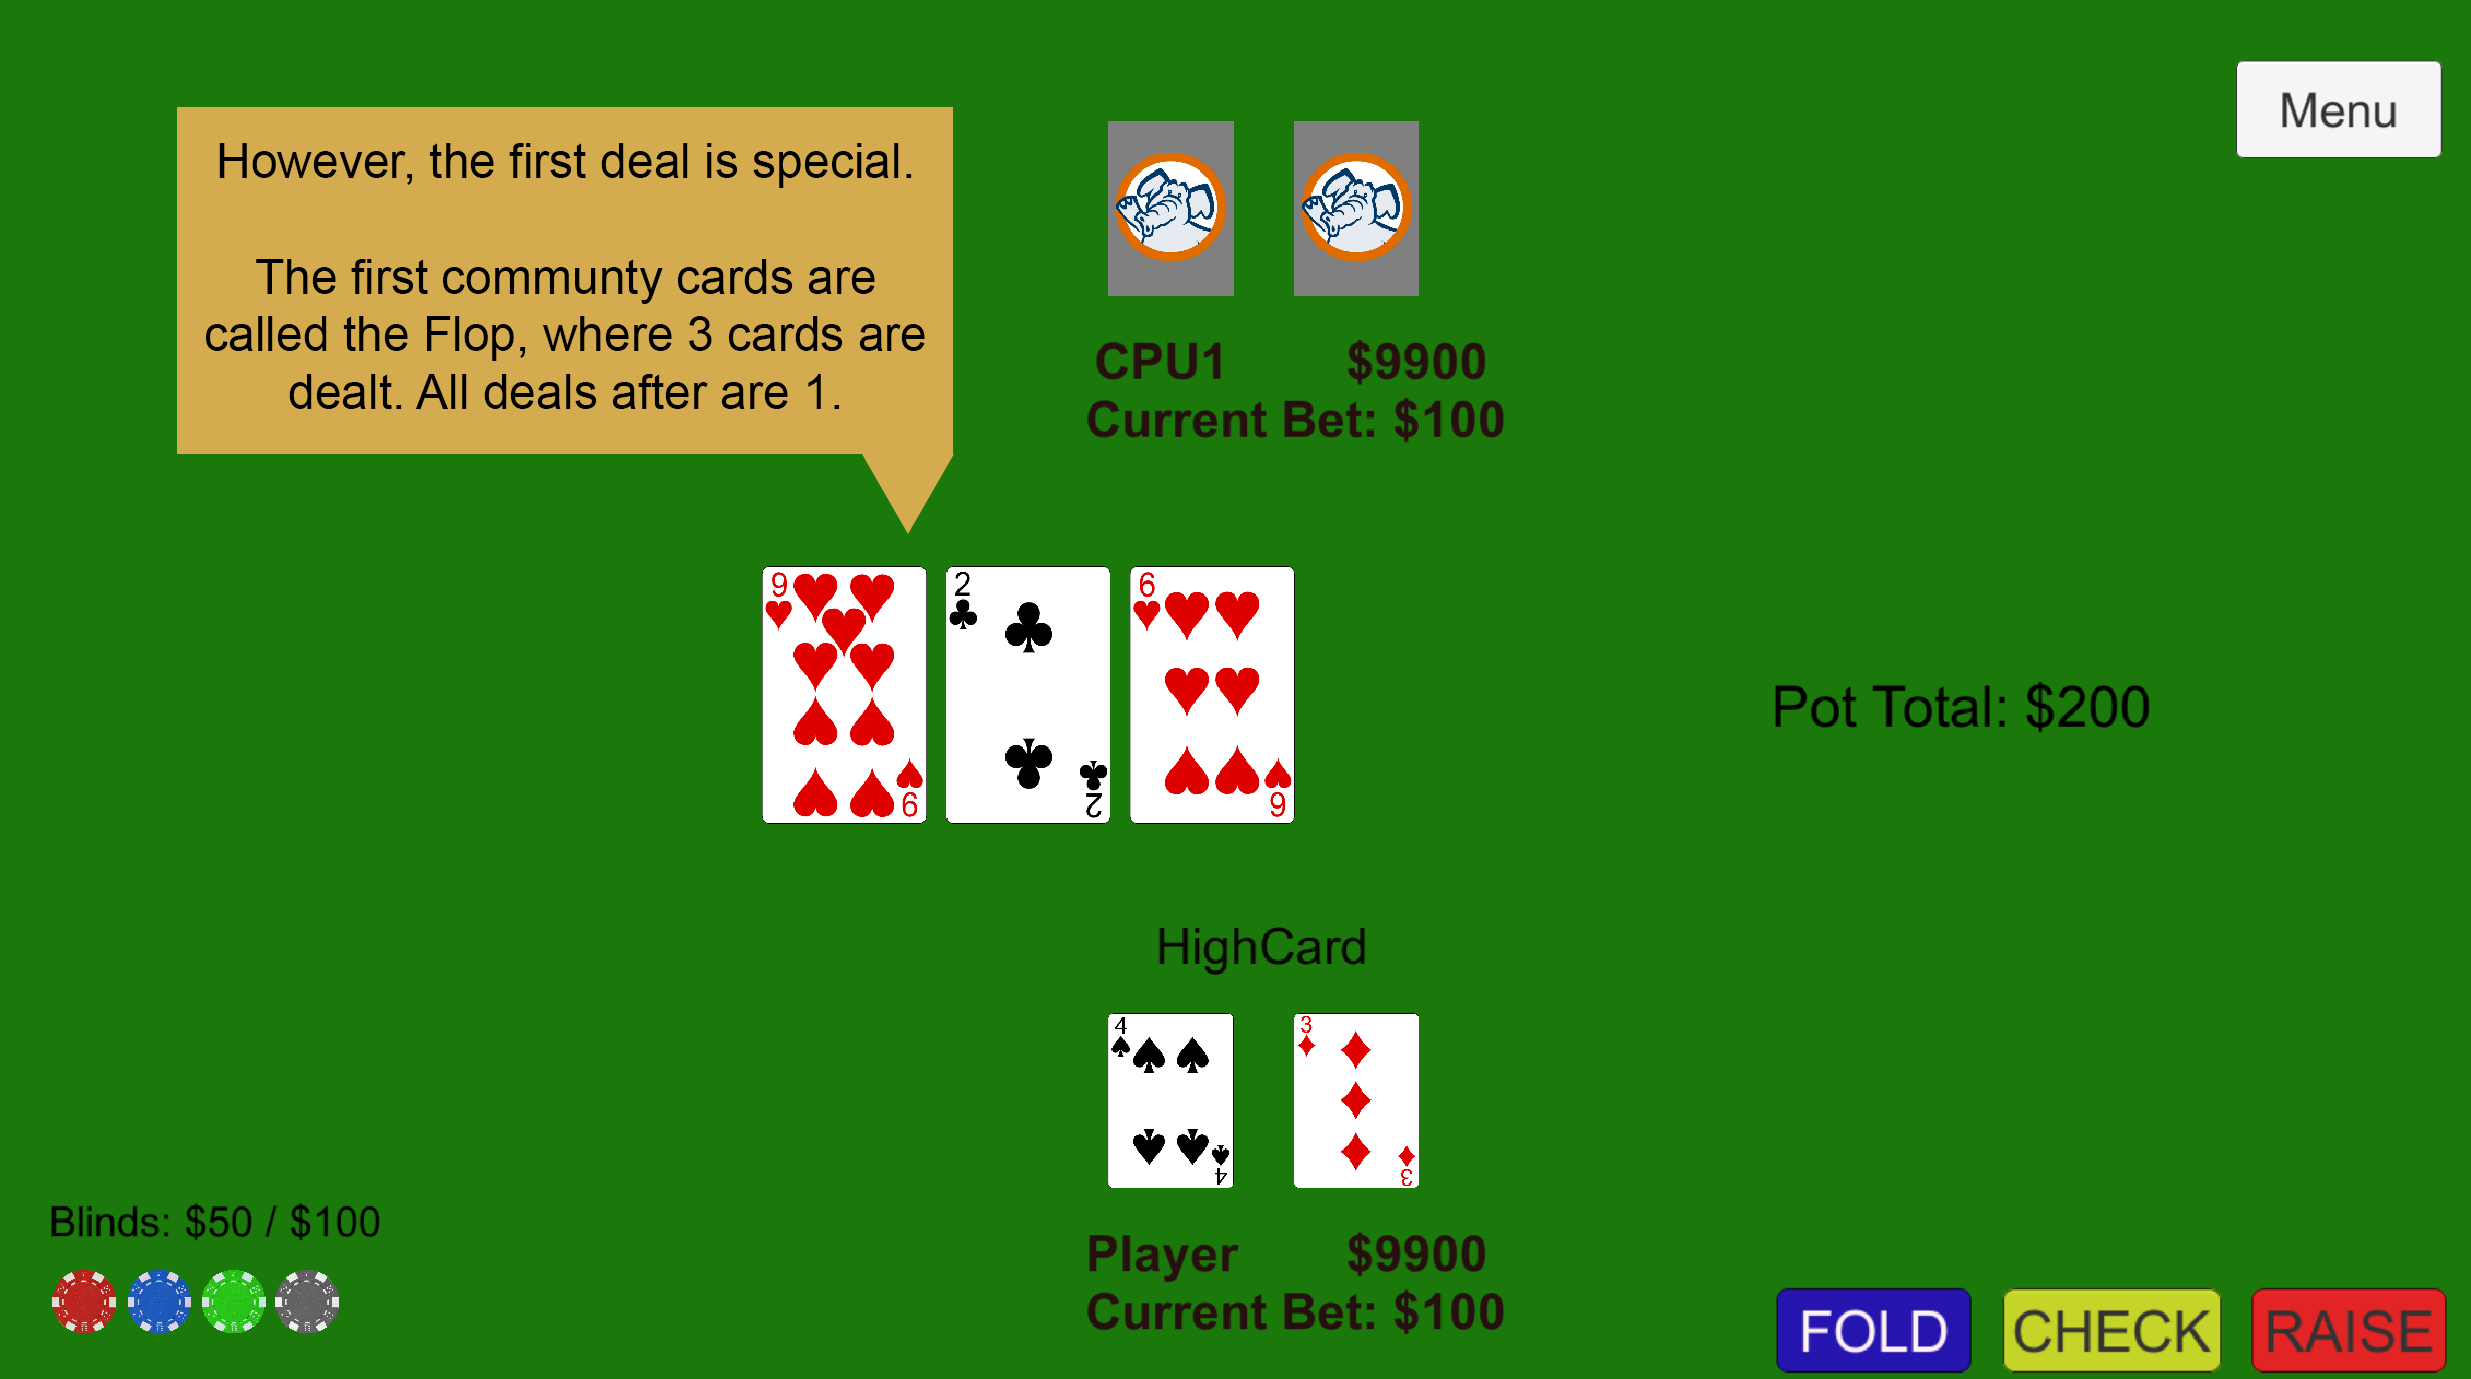 Menu
However, the first deal is special.
The first communty cards are
called the Flop, where 3 cards are
dealt. All deals after are 1.
CPU1 $9900
Current Bet: $100
9 2 6
9 2 6
Pot Total: $200
HighCard
4 3
4 3
Blinds: $50 / $100
Player $9900
Current Bet: $100
FOLD CHECK RAISE